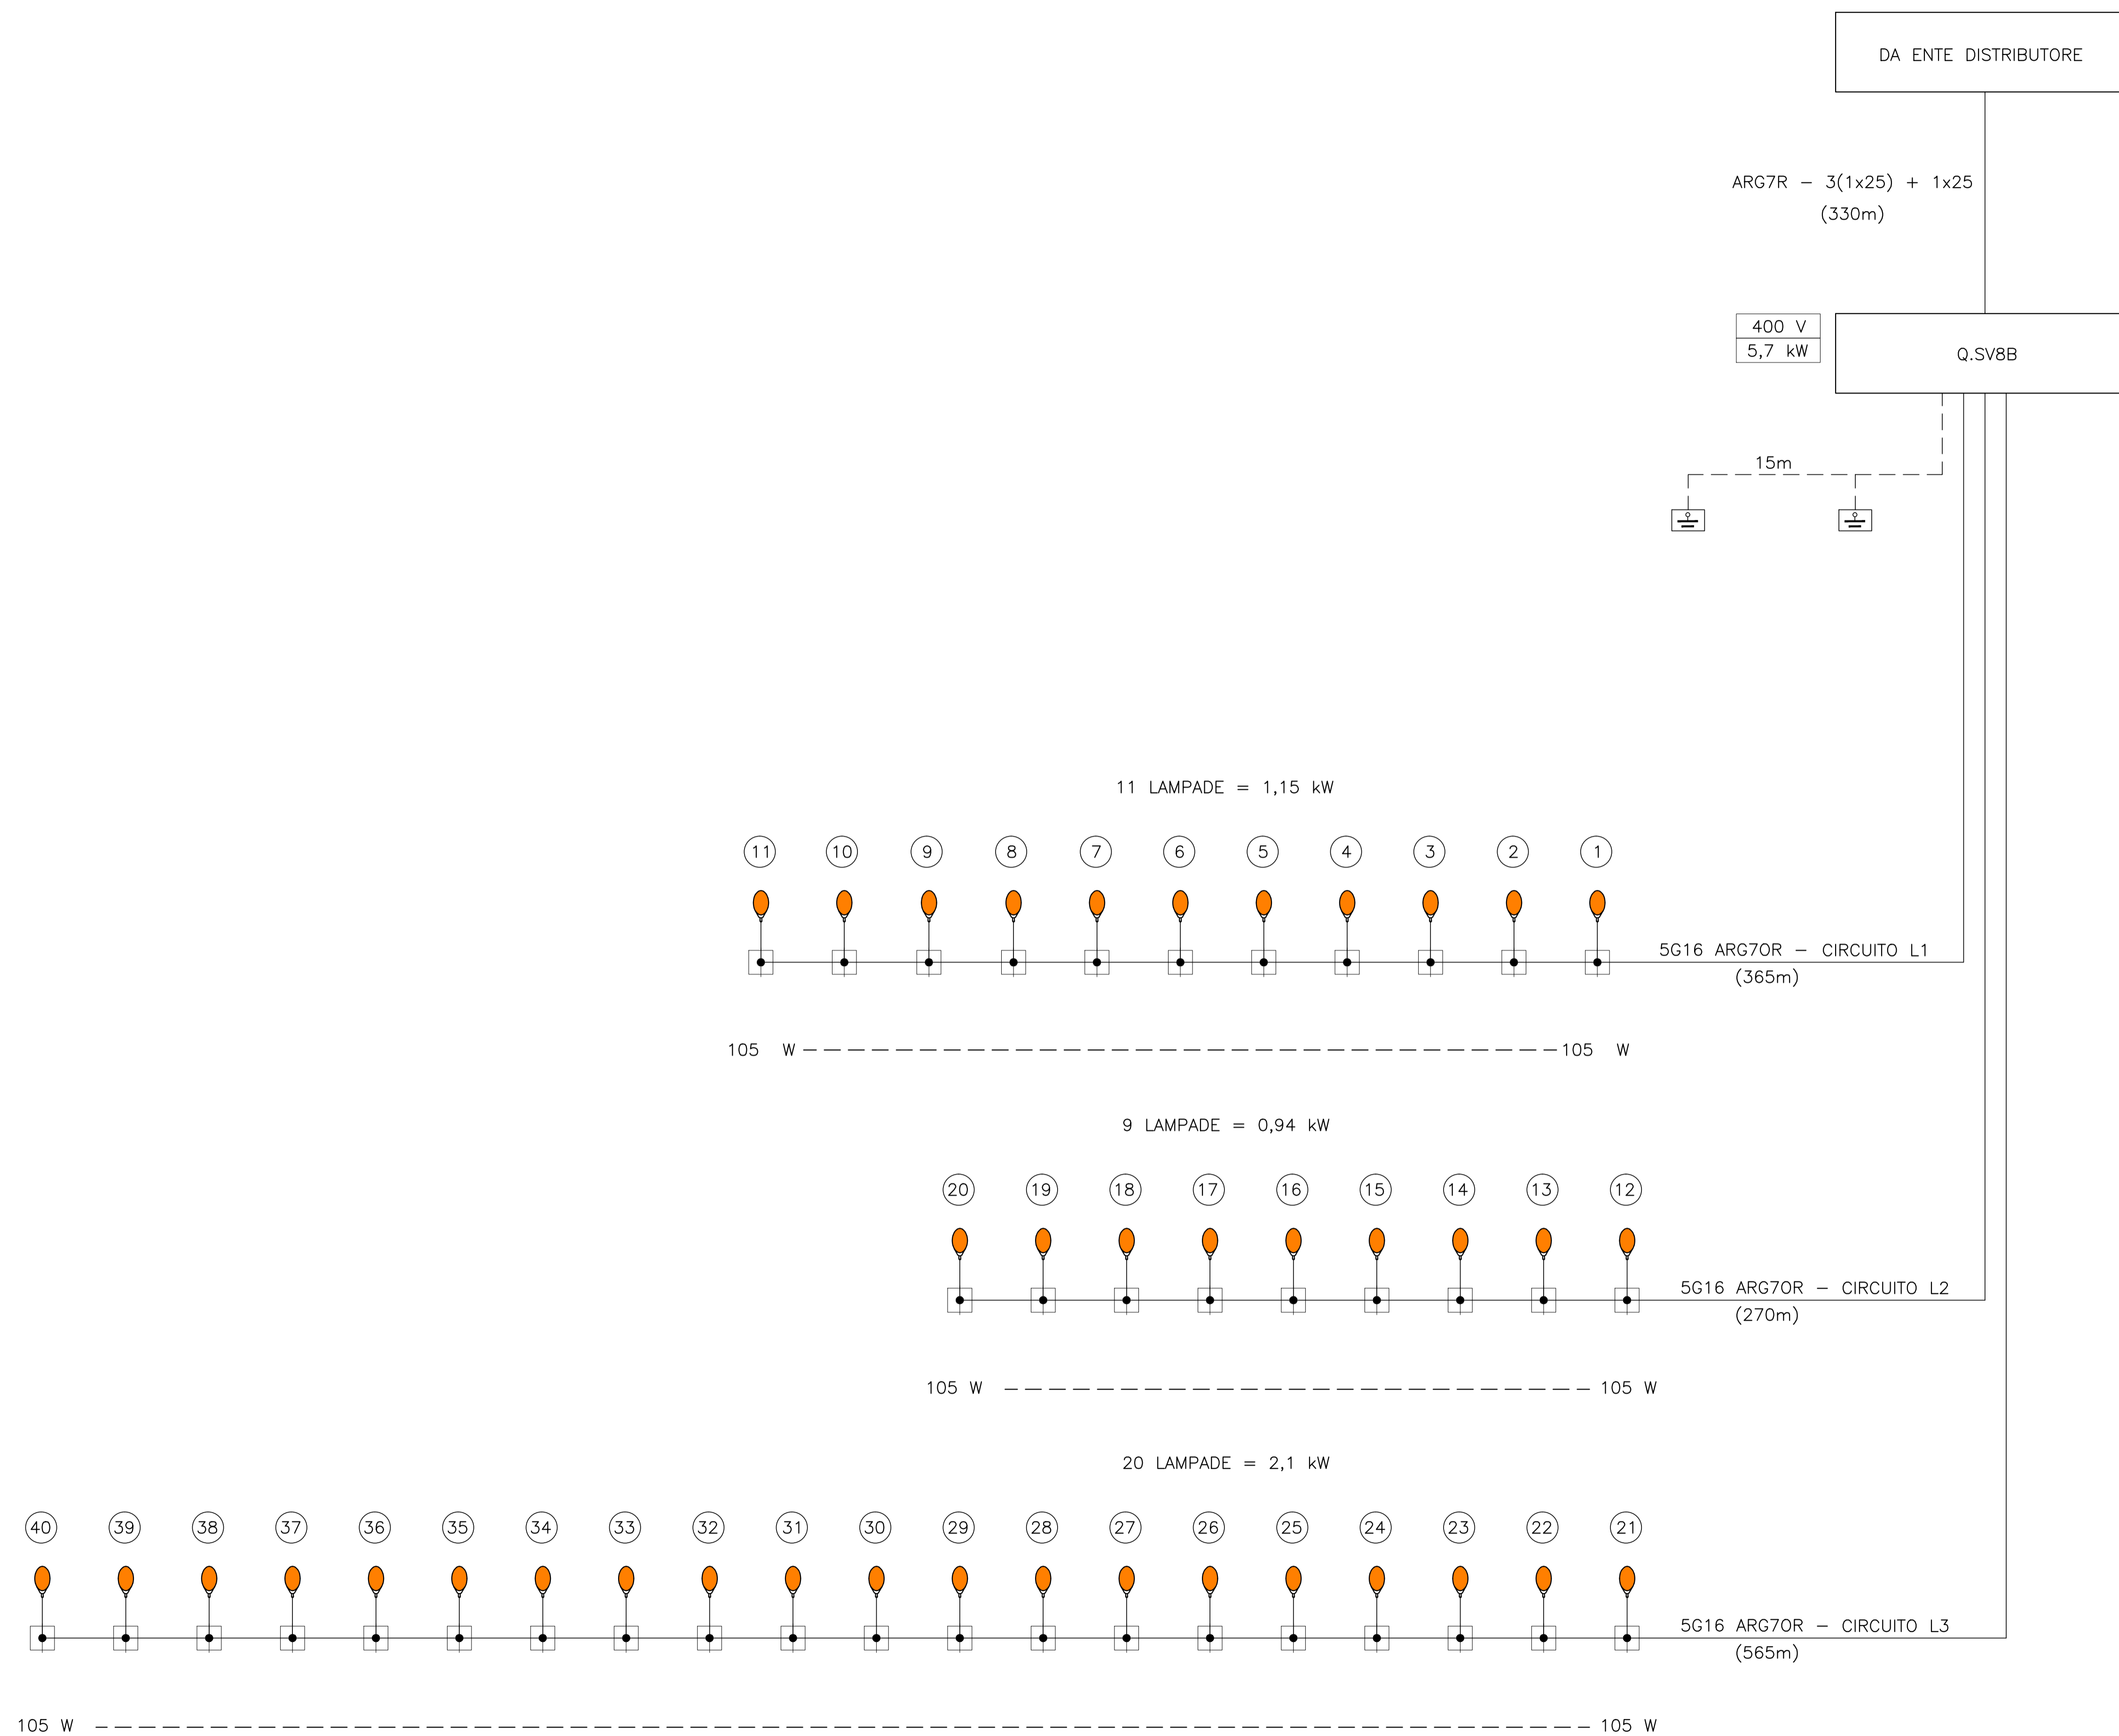 DA ENTE DISTRIBUTORE
ARG7R - 3(1x25) + 1x25
(330m)
400 V
5,7 kW
Q.SV8B
15m
11 LAMPADE = 1,15 kW
11 10 9 8 7 6 5 4 3 2 1
5G16 ARG7OR - CIRCUITO L1
(365m)
105 W 105 W
9 LAMPADE = 0,94 kW
20 19 18 17 16 15 14 13 12
5G16 ARG7OR - CIRCUITO L2
(270m)
105 W 105 W
20 LAMPADE = 2,1 kW
40 39 38 37 36 35 34 33 32 31 30 29 28 27 26 25 24 23 22 21
5G16 ARG7OR - CIRCUITO L3
(565m)
105 W 105 W